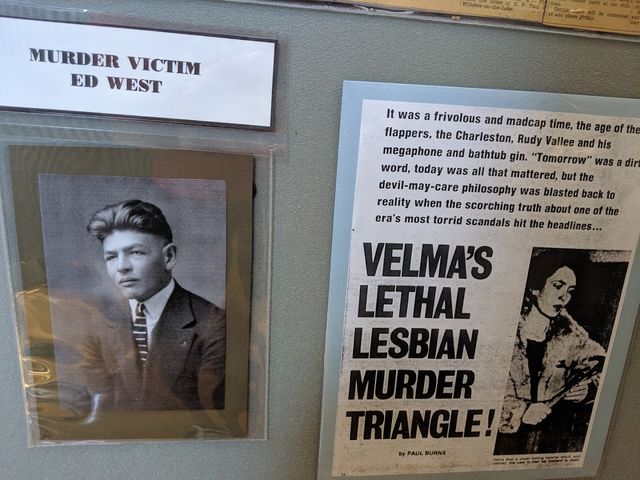 MURDER VICTIM
ED WEST
It was a frivolous and madcap time, the age of the
flappers, the Charleston, Rudy Vallee and his
megaphone and bathtub gin. "Tomorrow" was a dirt
word, today was all that mattered, but the
devil-may-care philosophy was blasted back to
reality when the scorching truth about one of the
era's most torrid scandals hit the headlines...
VELMA'S
LETHAL
LESBIAN
MURDER
TRIANGLE!
by PAUL BURNS